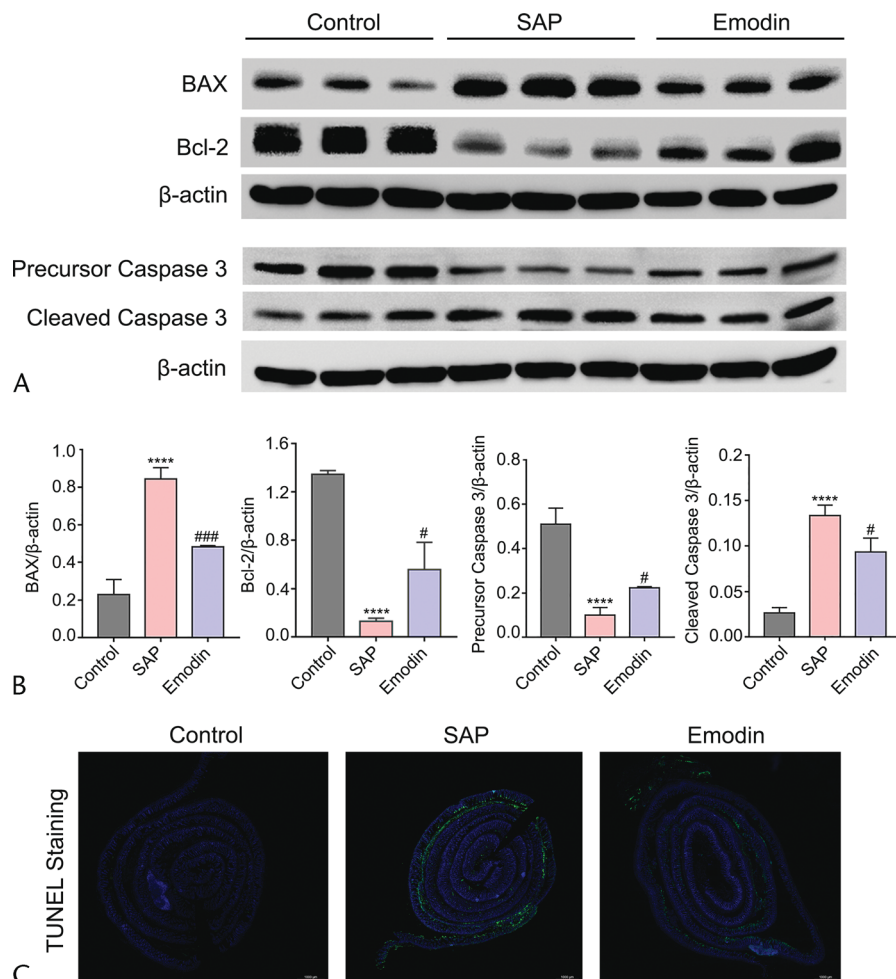 Control SAP Emodin
BAX
Bcl-2
β-actin
Precursor Caspase 3
Cleaved Caspase 3
β-actin
A
BAX/β-actin
1.0
0.8
0.6
0.4
0.2
0.0
****
###
Control
SAP
Emodin
Bcl-2/β-actin
1.6
1.2
0.8
0.4
0.0
****
#
Control
SAP
Emodin
Precursor Caspase 3/β-actin
0.8
0.6
0.4
0.2
0.0
****
#
Control
SAP
Emodin
Cleaved Caspase 3/β-actin
0.2
0.15
0.10
0.05
0.00
****
#
Control
SAP
Emodin
B
Control SAP Emodin
TUNEL Staining
C